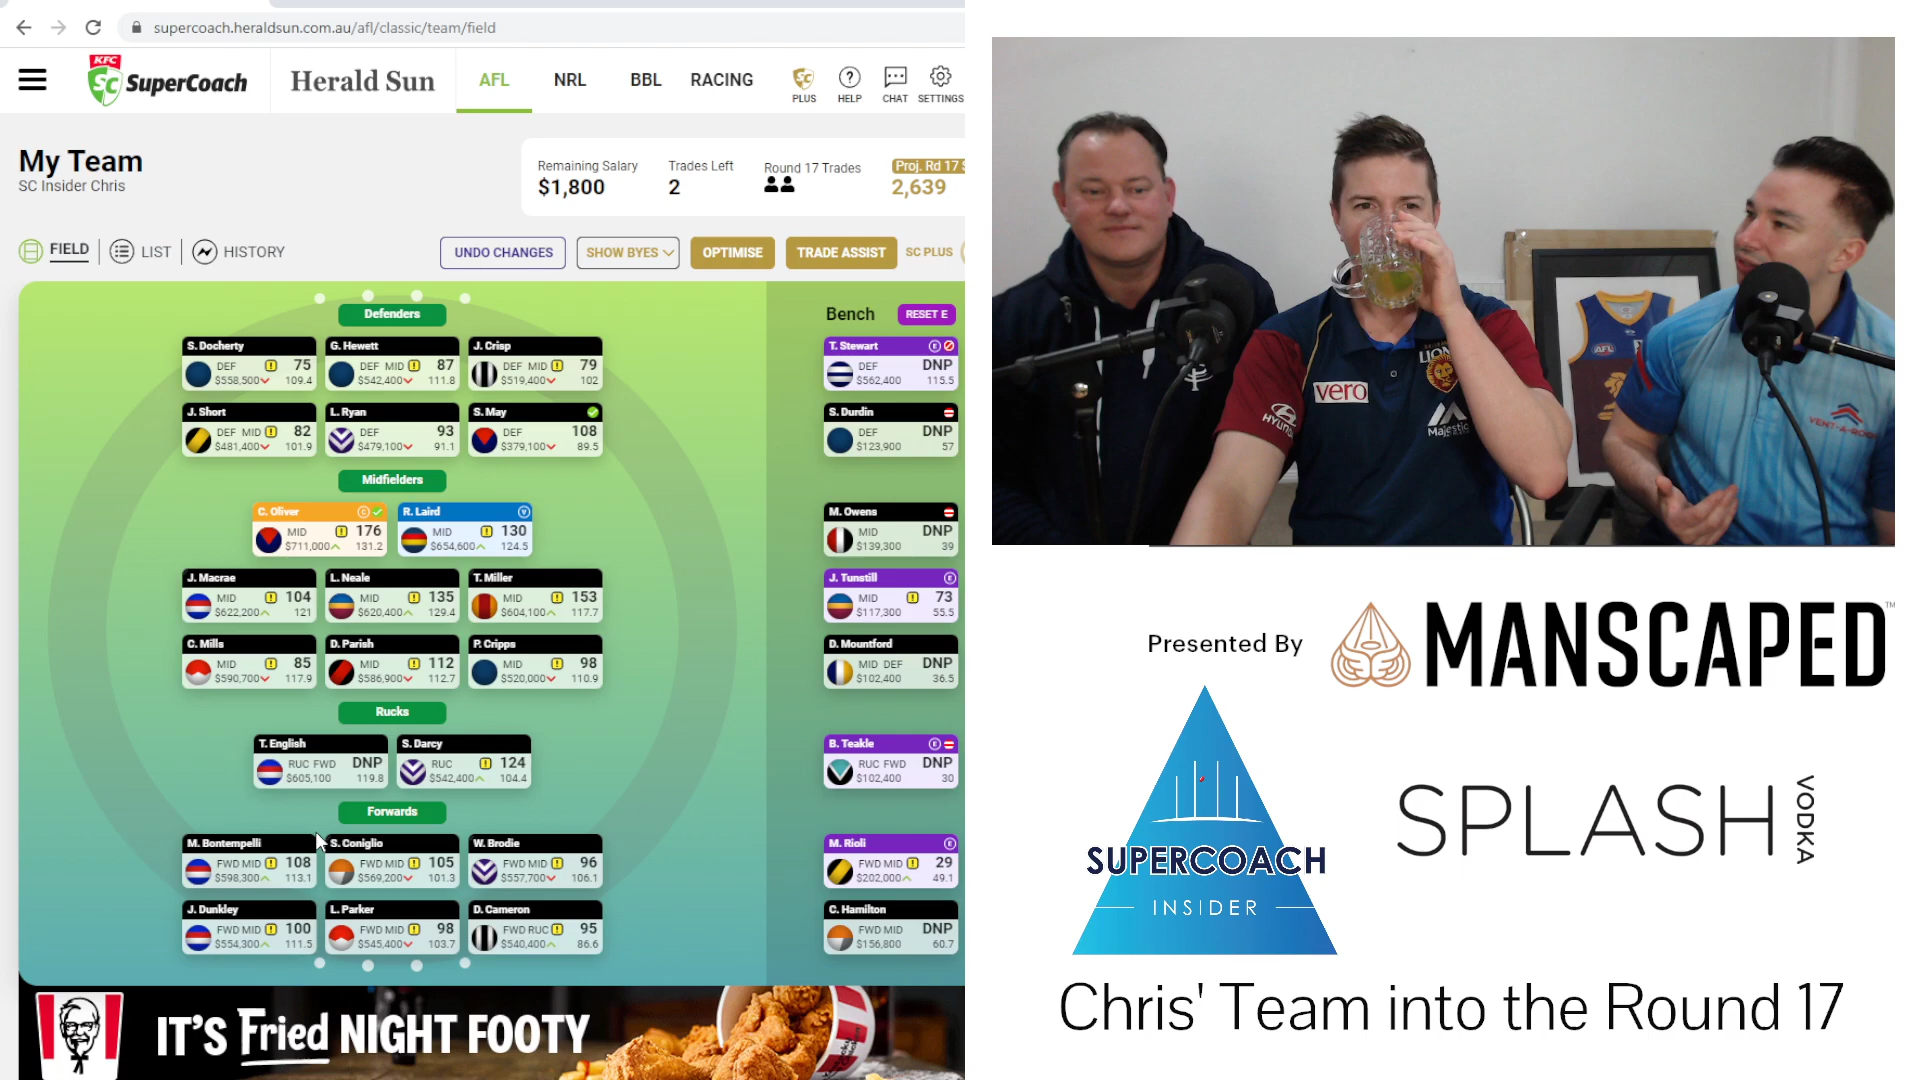 supercoach.heraldsun.com.au/afl/classic/team/field
KFC
SC SuperCoach
Herald Sun
AFL NRL BBL RACING
SC
PLUS HELP CHAT SETTINGS
My Team
SC Insider Chris
Remaining Salary
$1,800
Trades Left
2
Round 17 Trades
Proj. Rd 17 S
2,639
FIELD LIST HISTORY
UNDO CHANGES SHOW BYES OPTIMISE TRADE ASSIST SC PLUS
Defenders
Bench RESET E
S. Docherty
DEF ! 75
$558,500 109.4
G. Hewett
DEF MID ! 87
$542,400 111.8
J. Crisp
DEF MID ! 79
$519,400 102
T. Stewart E
DEF DNP
$562,400 115.5
J. Short
DEF MID ! 82
$481,400 101.9
L. Ryan
DEF 93
$479,100 91.1
S. May
DEF 108
$379,100 89.5
S. Durdin
DEF DNP
$123,900 57
Midfielders
C. Oliver C
MID ! 176
$711,000 131.2
R. Laird V
MID ! 130
$654,600 124.5
M. Owens
MID DNP
$139,300 39
J. Macrae
MID ! 104
$622,200 121
L. Neale
MID ! 135
$620,400 129.4
T. Miller
MID ! 153
$604,100 117.7
J. Tunstill E
MID ! 73
$117,300 55.5
C. Mills
MID ! 85
$590,700 117.9
D. Parish
MID ! 112
$586,900 112.7
P. Cripps
MID ! 98
$520,000 110.9
D. Mountford
MID DEF DNP
$102,400 36.5
Rucks
T. English
RUC FWD DNP
$605,100 119.8
S. Darcy
RUC ! 124
$542,400 104.4
B. Teakle E
RUC FWD DNP
$102,400 30
Forwards
M. Bontempelli
FWD MID ! 108
$598,300 113.1
S. Coniglio
FWD MID ! 105
$569,200 101.3
W. Brodie
FWD MID ! 96
$557,700 106.1
M. Rioli E
FWD MID ! 29
$202,000 49.1
J. Dunkley
FWD MID ! 100
$554,300 111.5
L. Parker
FWD MID ! 98
$545,400 103.7
D. Cameron
FWD RUC ! 95
$540,400 86.6
C. Hamilton
FWD MID DNP
$156,800 60.7
IT'S Fried NIGHT FOOTY
LIONS
vero
HYUNDAI
Majestic
AFL
VENT-A-ROO
Presented By
MANSCAPED™
SUPERCOACH
INSIDER
SPLASH
VODKA
Chris' Team into the Round 17